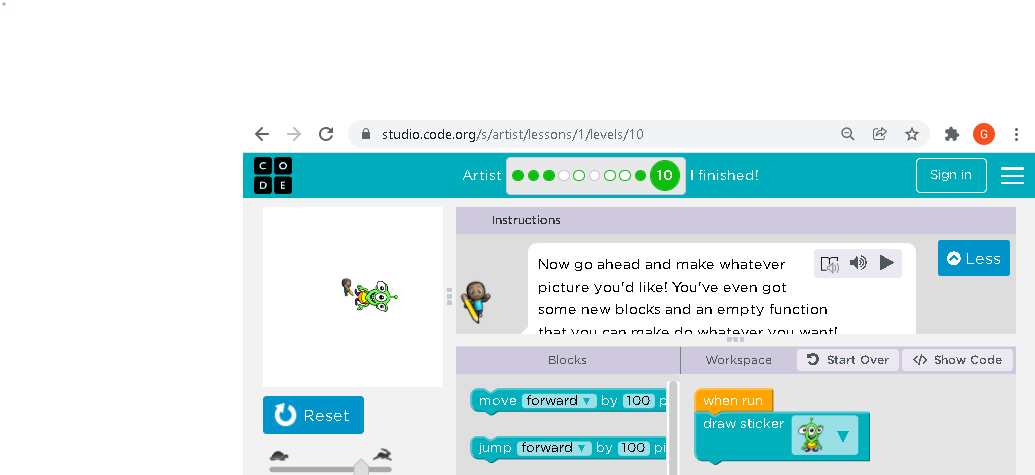 studio.code.org/s/artist/lessons/1/levels/10
G
C O
D E
Artist
10
I finished!
Sign in
Instructions
Now go ahead and make whatever
picture you'd like! You've even got
some new blocks and an empty function
that you can make do whatever you want!
Less
Blocks
Workspace
Start Over
</> Show Code
move forward by 100 p
when run
draw sticker
Reset
jump forward by 100 pi